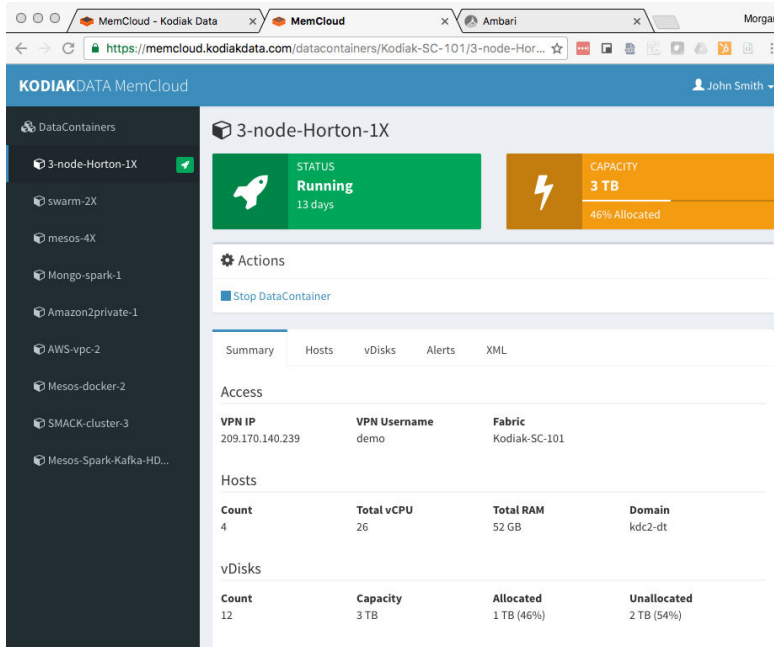 MemCloud - Kodiak Data
MemCloud
Ambari
Morgan
https://memcloud.kodiakdata.com/datacontainers/Kodiak-SC-101/3-node-Hor...
KODIAKDATA MemCloud
John Smith
DataContainers
3-node-Horton-1X
swarm-2X
mesos-4X
Mongo-spark-1
Amazon2private-1
AWS-vpc-2
Mesos-docker-2
SMACK-cluster-3
Mesos-Spark-Kafka-HD...
3-node-Horton-1X
STATUS
Running
13 days
CAPACITY
3 TB
46% Allocated
Actions
Stop DataContainer
Summary Hosts vDisks Alerts XML
Access
VPN IP VPN Username Fabric
209.170.140.239 demo Kodiak-SC-101
Hosts
Count Total vCPU Total RAM Domain
4 26 52 GB kdc2-dt
vDisks
Count Capacity Allocated Unallocated
12 3 TB 1 TB (46%) 2 TB (54%)